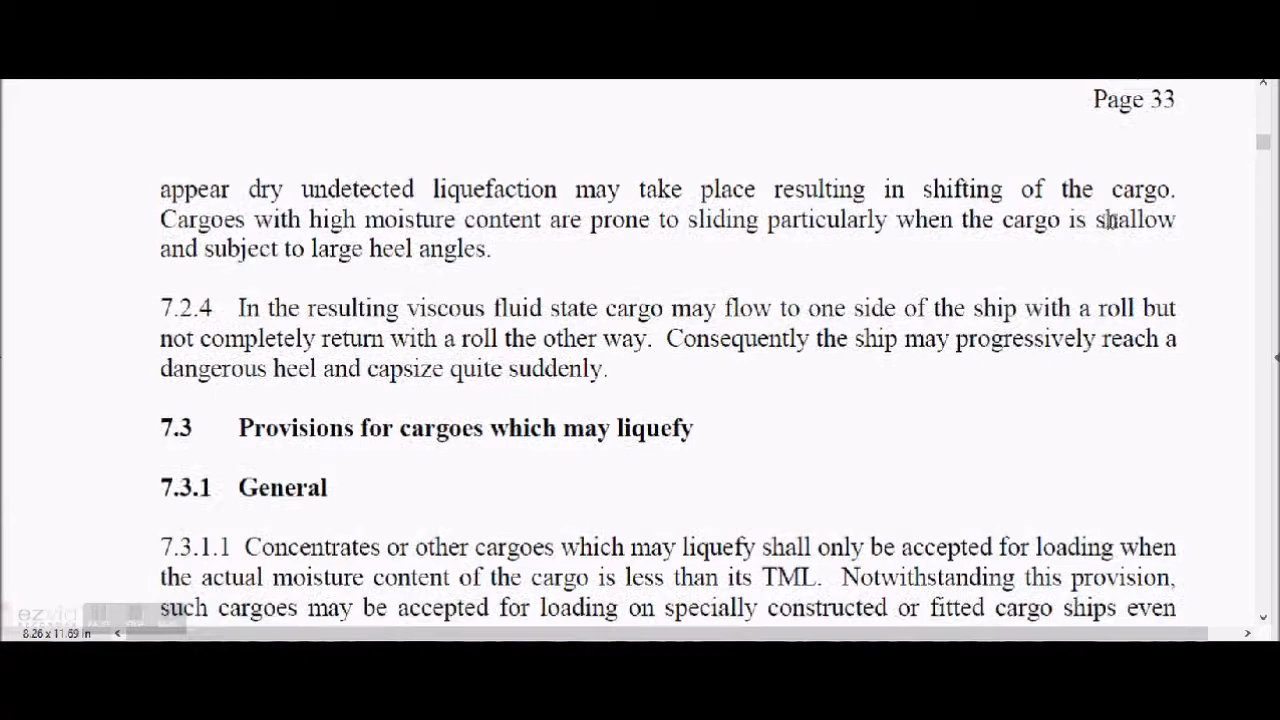 Page 33
appear dry undetected liquefaction may take place resulting in shifting of the cargo.
Cargoes with high moisture content are prone to sliding particularly when the cargo is shallow
and subject to large heel angles.
7.2.4 In the resulting viscous fluid state cargo may flow to one side of the ship with a roll but
not completely return with a roll the other way. Consequently the ship may progressively reach a
dangerous heel and capsize quite suddenly.
7.3 Provisions for cargoes which may liquefy
7.3.1 General
7.3.1.1 Concentrates or other cargoes which may liquefy shall only be accepted for loading when
the actual moisture content of the cargo is less than its TML. Notwithstanding this provision,
such cargoes may be accepted for loading on specially constructed or fitted cargo ships even
ezvid
8.26 x 11.69 in